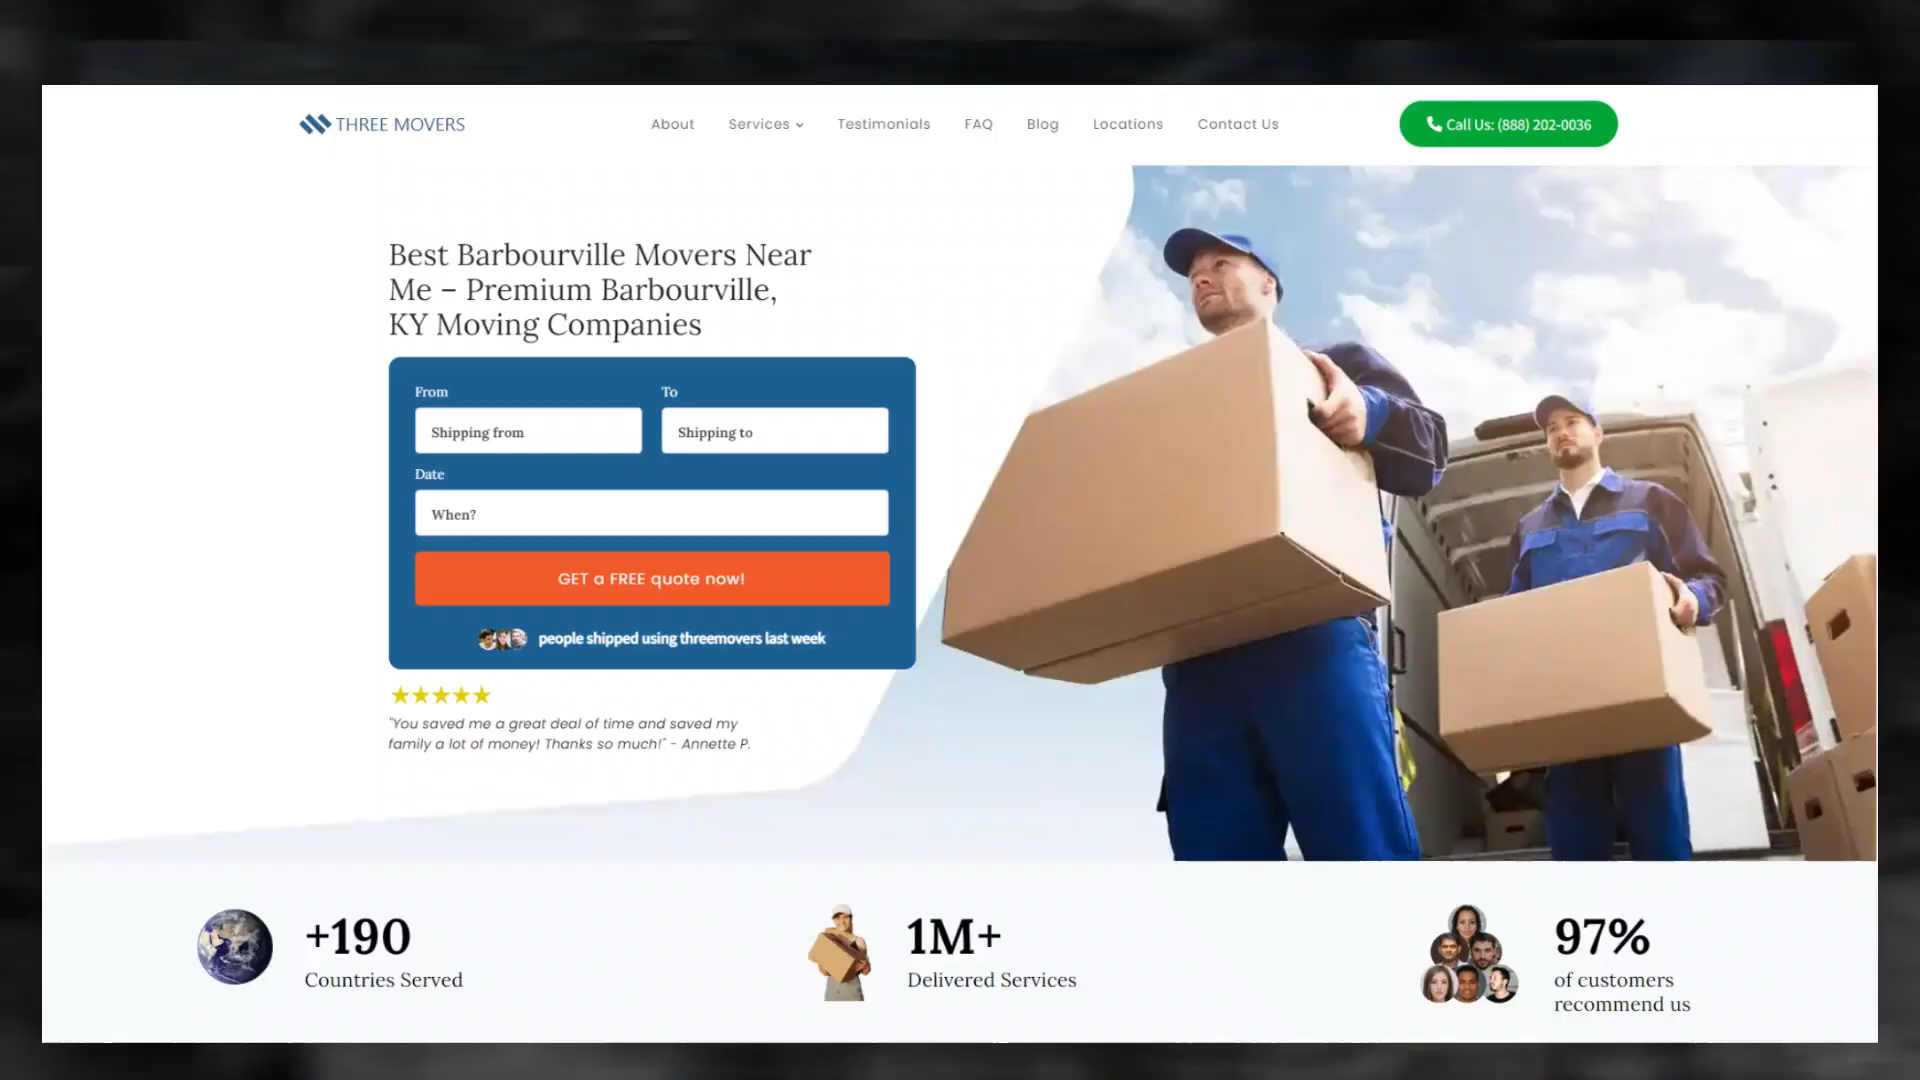 THREE MOVERS
About
Services
Testimonials
FAQ
Blog
Locations
Contact Us
Call Us: (888) 202-0036
Best Barbourville Movers Near
Me – Premium Barbourville,
KY Moving Companies
From
To
Shipping from
Shipping to
Date
When?
GET a FREE quote now!
people shipped using threemovers last week
"You saved me a great deal of time and saved my
family a lot of money! Thanks so much!" - Annette P.
+190
Countries Served
1M+
Delivered Services
97%
of customers
recommend us